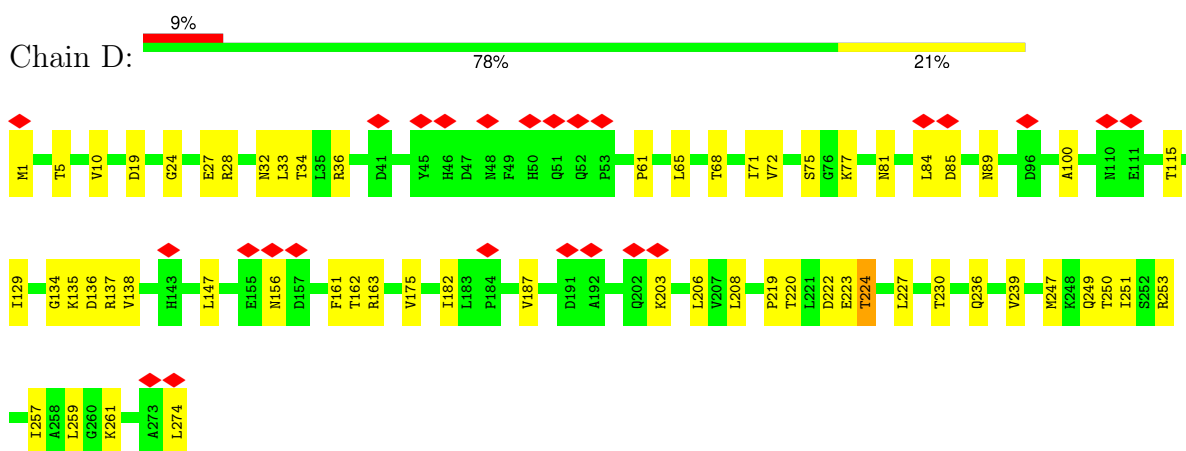 9%
Chain D:
78% 21%
M1 T5 V10 D19 G24 E27 R28 N32 L33 T34 L35 R36 D41 Y45 H46 D47 N48 F49 H50 Q51 Q52 P53 P61 L65 T68 I71 V72 S75 G76 K77 N81 L84 D85 N89 D96 A100 N110 E111 T115
I129 G134 K135 D136 R137 V138 H143 L147 E155 N156 D157 F161 T162 R163 V175 I182 L183 P184 V187 D191 A192 Q202 K203 L206 V207 L208 P219 T220 L221 D222 E223 T224 L227 T230 Q236 V239 M247 K248 Q249 T250 I251 S252 R253
I257 A258 L259 G260 K261 A273 L274